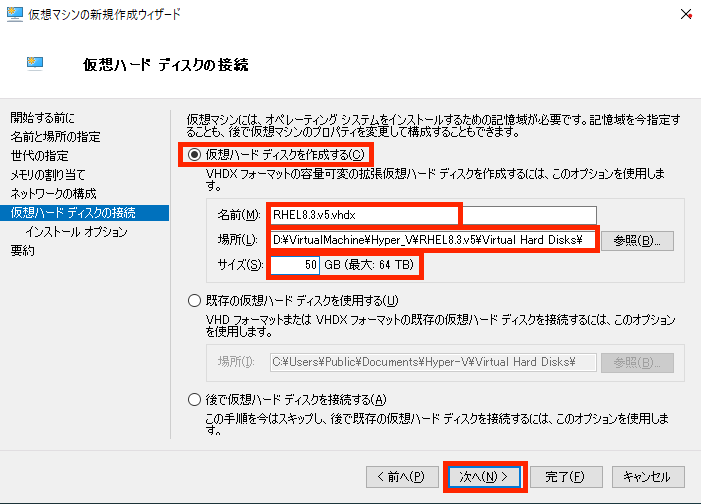 仮想マシンの新規作成ウィザード
仮想ハード ディスクの接続
開始する前に
名前と場所の指定
世代の指定
メモリの割り当て
ネットワークの構成
仮想ハード ディスクの接続
インストール オプション
要約
仮想マシンには、オペレーティング システムをインストールするための記憶域が必要です。記憶域を今指定す
ることも、後で仮想マシンのプロパティを変更して構成することもできます。
仮想ハード ディスクを作成する(C)
VHDX フォーマットの容量可変の拡張仮想ハード ディスクを作成するには、このオプションを使用しま
す。
名前(M): RHEL8.3.v5.vhdx
場所(L): D:¥VirtualMachine¥Hyper_V¥RHEL8.3.v5¥Virtual Hard Disks¥ 参照(B)...
サイズ(S): 50 GB (最大: 64 TB)
既存の仮想ハード ディスクを使用する(U)
VHD フォーマットまたは VHDX フォーマットの既存の仮想ハード ディスクを接続するには、このオプション
を使用します。
場所(I): C:¥Users¥Public¥Documents¥Hyper-V¥Virtual Hard Disks¥ 参照(B)...
後で仮想ハード ディスクを接続する(A)
この手順を今はスキップし、後で既存の仮想ハード ディスクを接続するには、このオプションを使用しま
す。
< 前へ(P) 次へ(N) > 完了(F) キャンセル